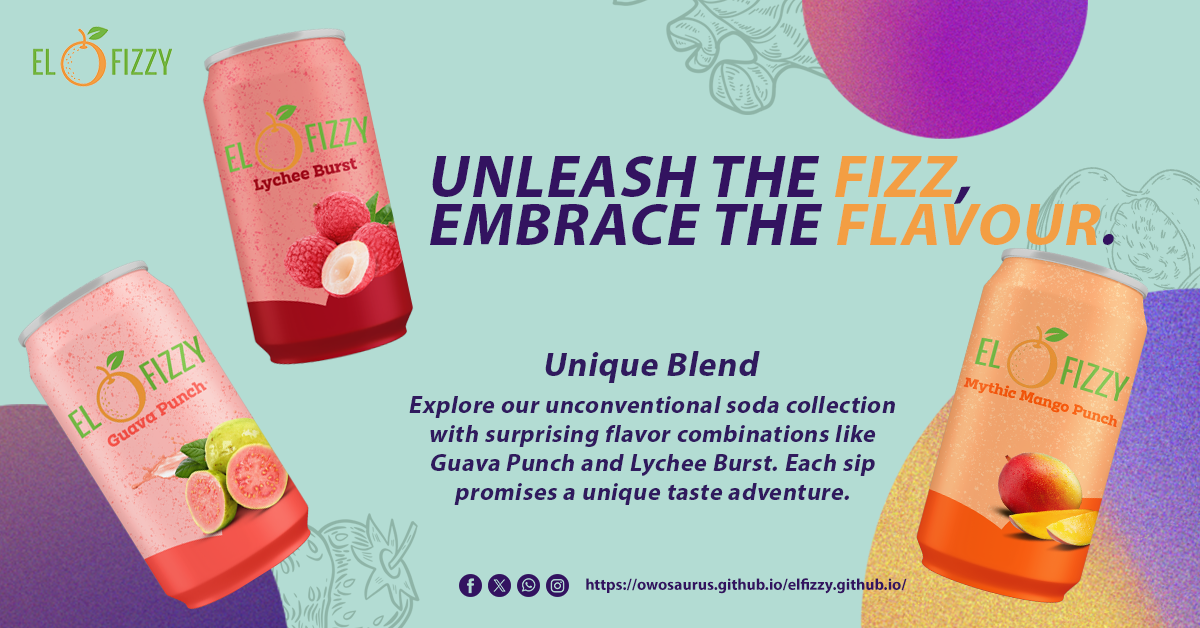 EL FIZZY
EL FIZZY
Lychee Burst
UNLEASH THE FIZZ,
EMBRACE THE FLAVOUR.
EL FIZZY
Guava Punch
EL FIZZY
Mythic Mango Punch
Unique Blend
Explore our unconventional soda collection
with surprising flavor combinations like
Guava Punch and Lychee Burst. Each sip
promises a unique taste adventure.
https://owosaurus.github.io/elfizzy.github.io/